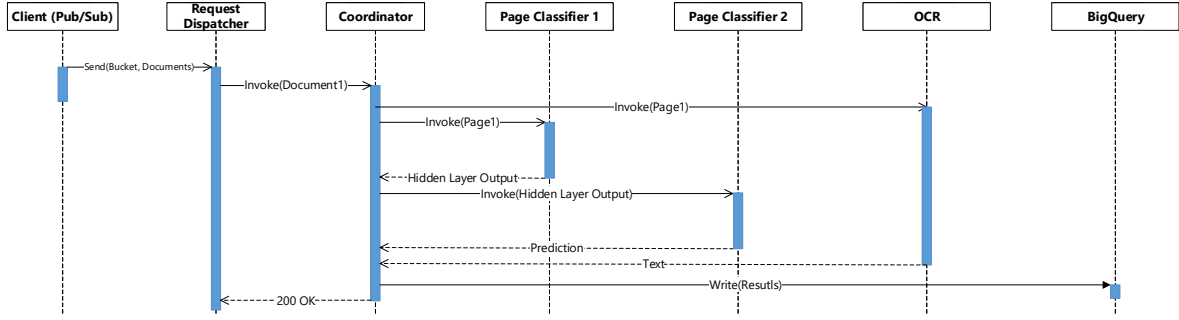 Client (Pub/Sub)
Request
Dispatcher
Coordinator
Page Classifier 1
Page Classifier 2
OCR
BigQuery
Send(Bucket, Documents)
Invoke(Document1)
Invoke(Page1)
Invoke(Page1)
Hidden Layer Output
Invoke(Hidden Layer Output)
Prediction
Text
Write(Resutls)
200 OK